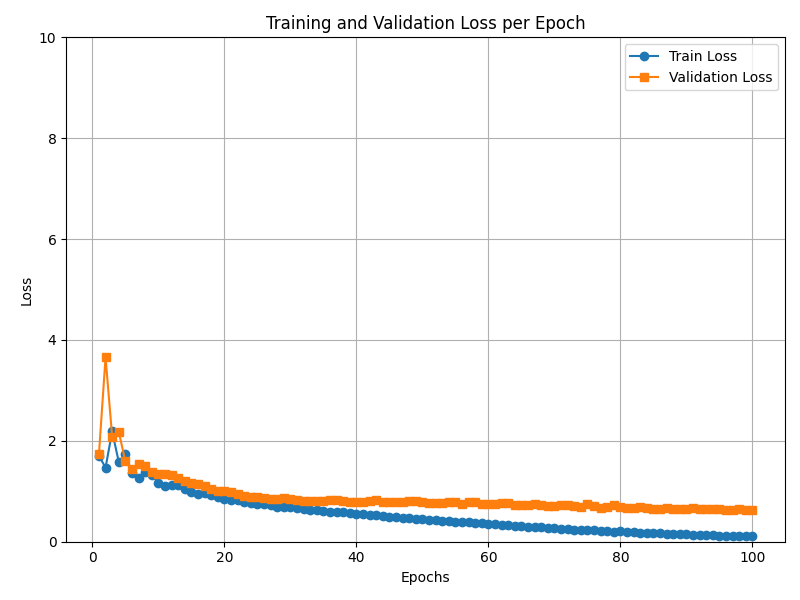 Training and Validation Loss per Epoch
Train Loss
Validation Loss
Loss
10
8
6
4
2
0
0 20 40 60 80 100
Epochs